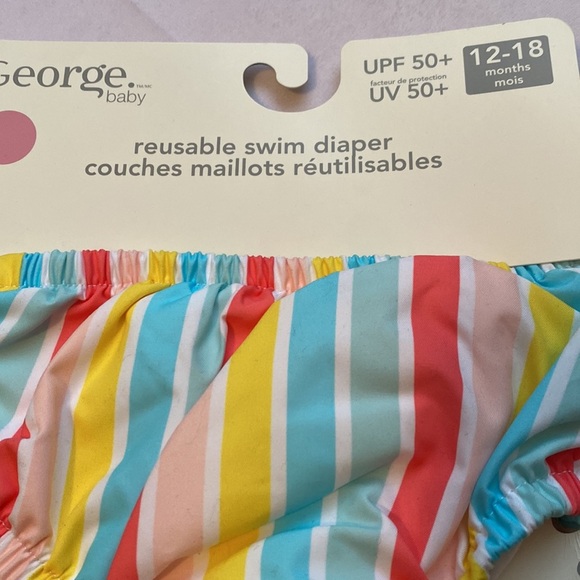 George.
baby
UPF 50+
facteur de protection
UV 50+
12-18
months
mois
reusable swim diaper
couches maillots réutilisables